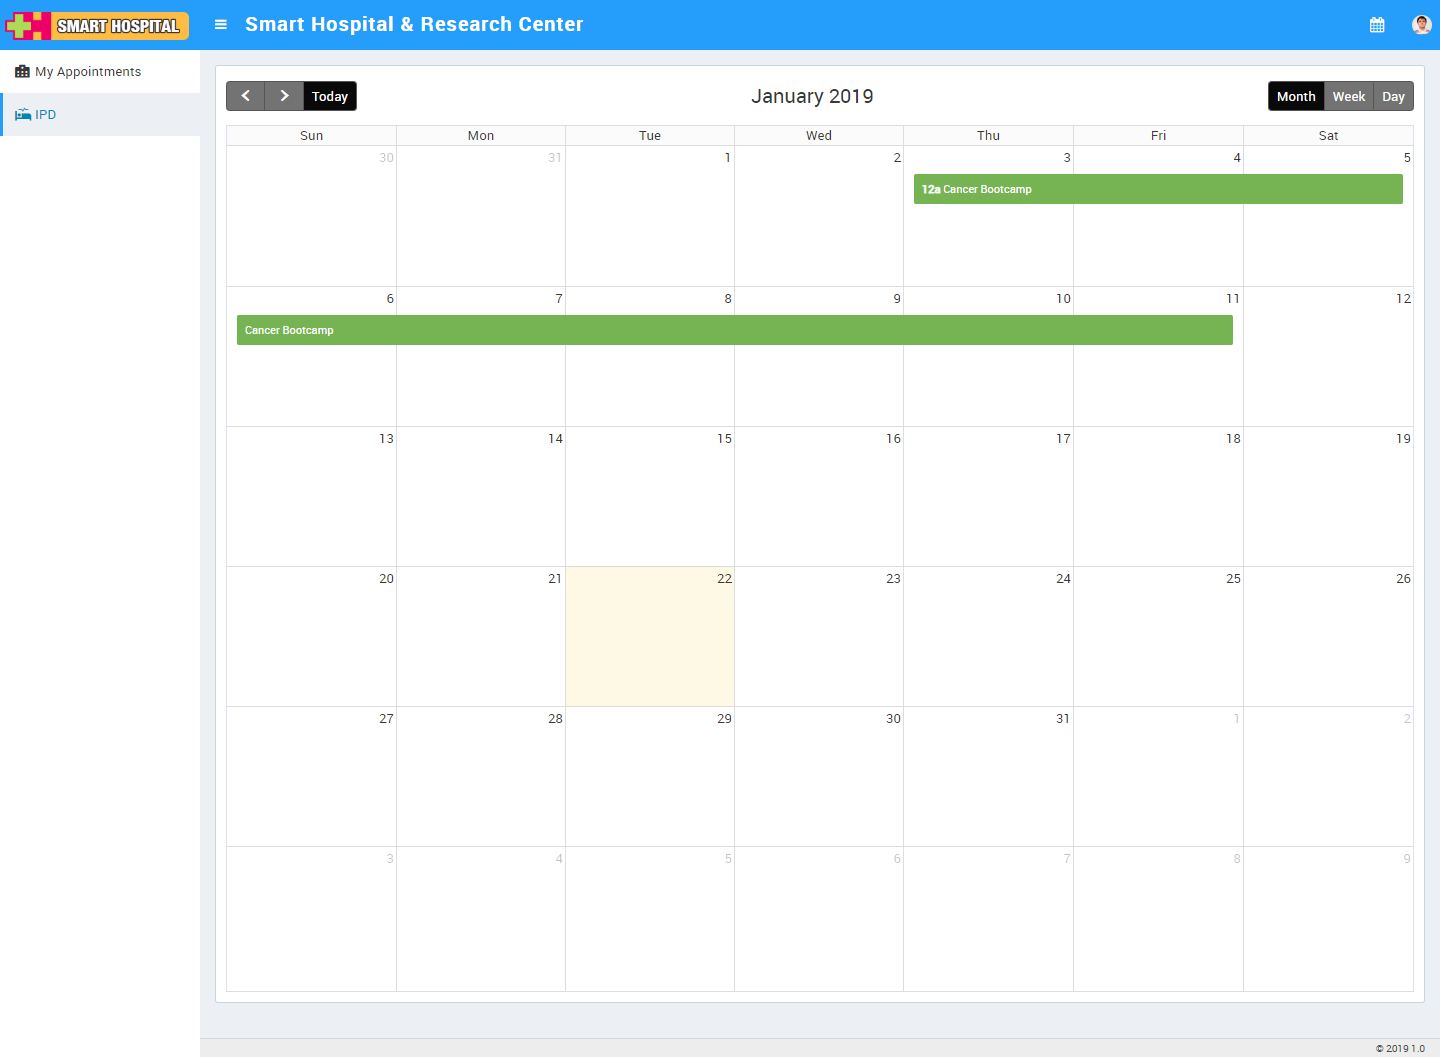 SMART HOSPITAL
Smart Hospital & Research Center
My Appointments
IPD
Today
January 2019
Month Week Day
Sun Mon Tue Wed Thu Fri Sat
30 31 1 2 3 4 5
12a Cancer Bootcamp
6 7 8 9 10 11 12
Cancer Bootcamp
13 14 15 16 17 18 19
20 21 22 23 24 25 26
27 28 29 30 31 1 2
3 4 5 6 7 8 9
© 2019 1.0